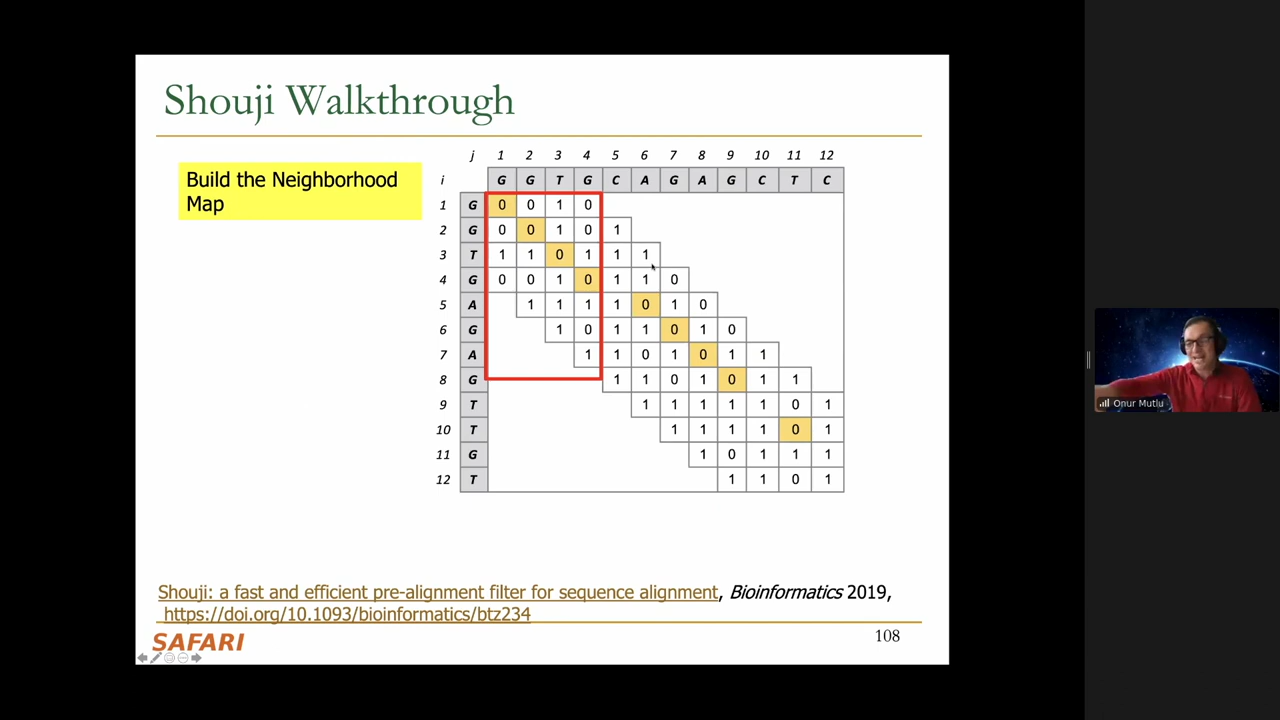 Shouji Walkthrough
Build the Neighborhood
Map
j 1 2 3 4 5 6 7 8 9 10 11 12
i G G T G C A G A G C T C
1 G 0 0 1 0
2 G 0 0 1 0 1
3 T 1 1 0 1 1 1
4 G 0 0 1 0 1 1 0
5 A 1 1 1 1 0 1 0
6 G 1 0 1 1 0 1 0
7 A 1 1 0 1 0 1 1
8 G 1 1 0 1 0 1 1
9 T 1 1 1 1 1 0 1
10 T 1 1 1 1 0 1
11 G 1 0 1 1 1
12 T 1 1 0 1
Shouji: a fast and efficient pre-alignment filter for sequence alignment, Bioinformatics 2019,
https://doi.org/10.1093/bioinformatics/btz234
SAFARI
108
Onur Mutlu